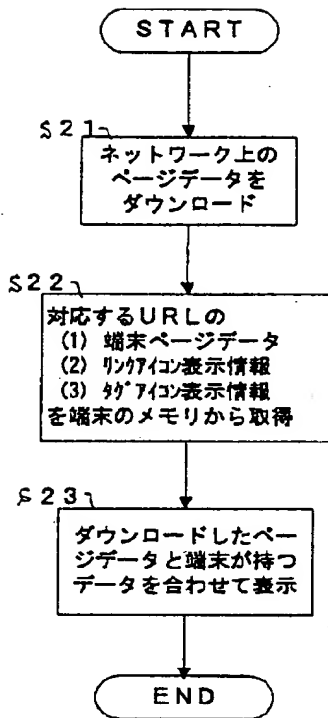 START
S21
ネットワーク上の
ページデータを
ダウンロード
S22
対応するURLの
(1) 端末ページデータ
(2) ﾘﾝｸｱｲｺﾝ表示情報
(3) ﾀｸﾞｱｲｺﾝ表示情報
を端末のメモリから取得
S23
ダウンロードしたペー
ジデータと端末が持つ
データを合わせて表示
END